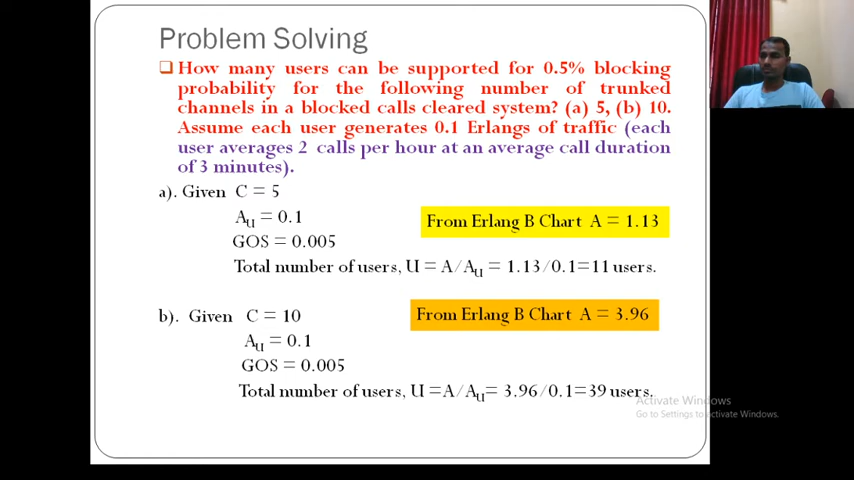 Problem Solving
How many users can be supported for 0.5% blocking
probability for the following number of trunked
channels in a blocked calls cleared system? (a) 5, (b) 10.
Assume each user generates 0.1 Erlangs of traffic (each
user averages 2 calls per hour at an average call duration
of 3 minutes).
a). Given C = 5
AU = 0.1
From Erlang B Chart A = 1.13
GOS = 0.005
Total number of users, U = A/AU = 1.13/0.1=11 users.
b). Given C = 10
From Erlang B Chart A = 3.96
AU = 0.1
GOS = 0.005
Total number of users, U =A/AU= 3.96/0.1=39 users.
Activate Windows
Go to Settings to activate Windows.